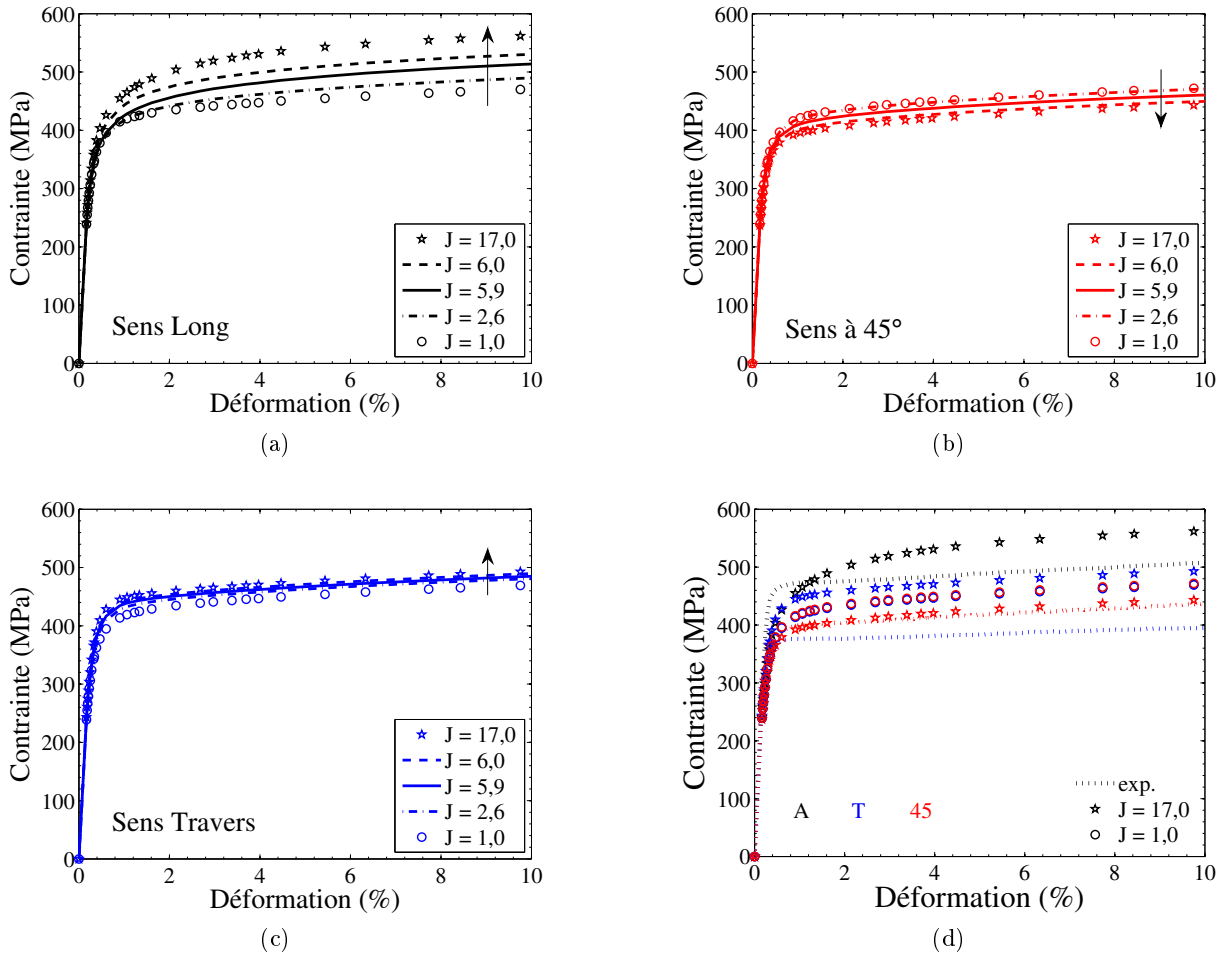 600
500
400
300
200
100
0
Contrainte (MPa)
J = 17,0
J = 6,0
J = 5,9
J = 2,6
J = 1,0
Sens Long
0 2 4 6 8 10
Déformation (%)
(a)
600
500
400
300
200
100
0
Contrainte (MPa)
J = 17,0
J = 6,0
J = 5,9
J = 2,6
J = 1,0
Sens à 45°
0 2 4 6 8 10
Déformation (%)
(b)
600
500
400
300
200
100
0
Contrainte (MPa)
J = 17,0
J = 6,0
J = 5,9
J = 2,6
J = 1,0
Sens Travers
0 2 4 6 8 10
Déformation (%)
(c)
600
500
400
300
200
100
0
Contrainte (MPa)
exp.
A T 45
J = 17,0
J = 1,0
0 2 4 6 8 10
Déformation (%)
(d)